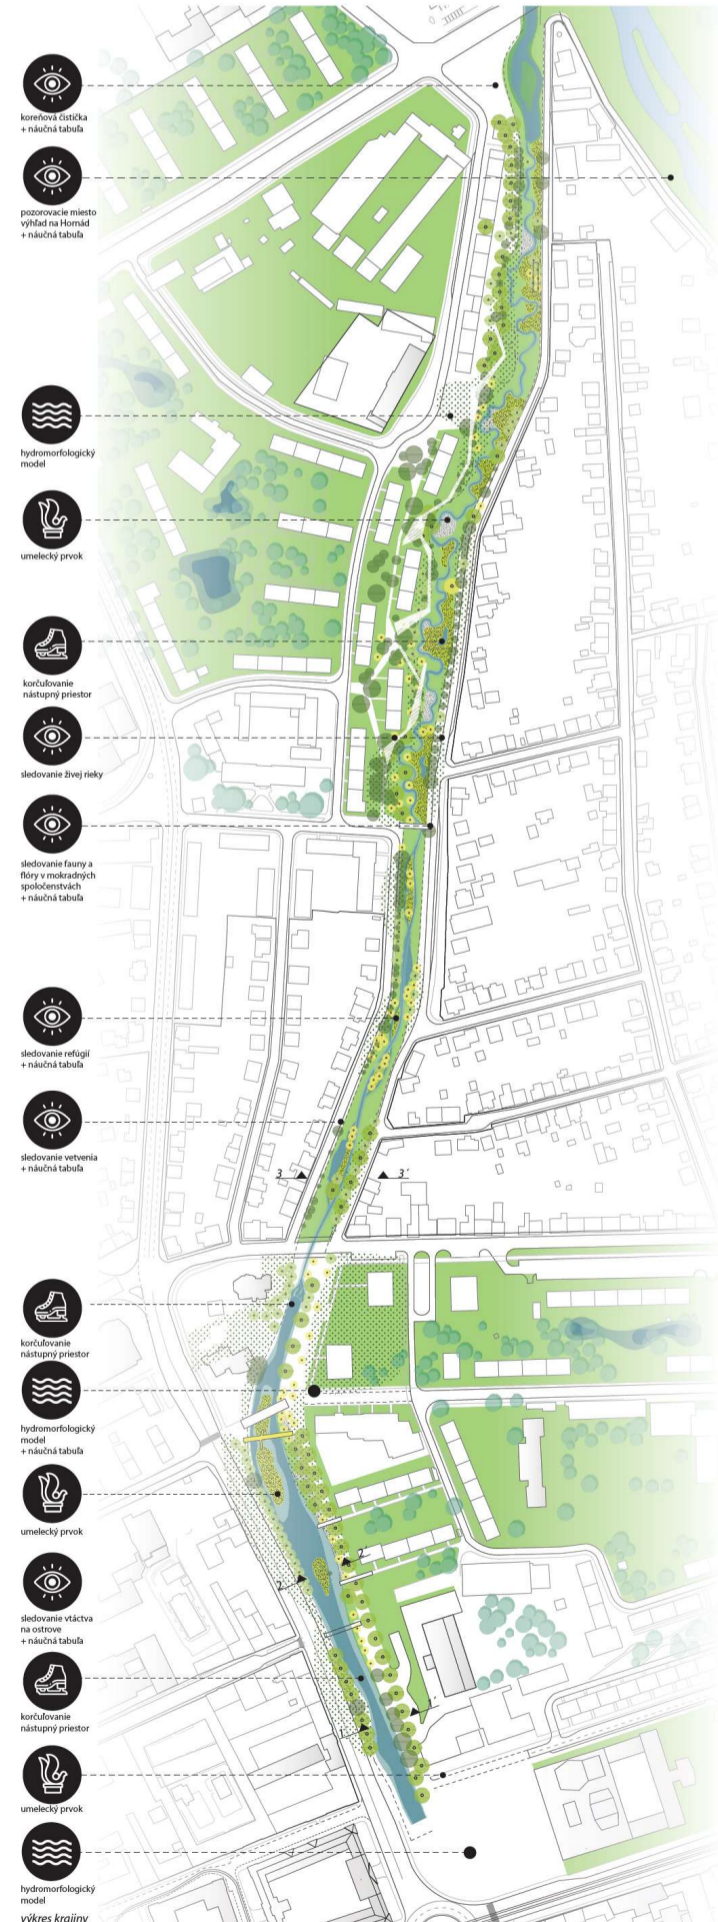 koreňová čistička
+ náučná tabuľa
pozorovacie miesto
výhľad na Hornád
+ náučná tabuľa
hydromorfologický
model
umelecký prvok
korčuľovanie
nástupný priestor
sledovanie živej rieky
sledovanie fauny a
flóry v mokradných
spoločenstvách
+ náučná tabuľa
sledovanie refúgií
+ náučná tabuľa
sledovanie vetvenia
+ náučná tabuľa
3 3´
korčuľovanie
nástupný priestor
hydromorfologický
model
+ náučná tabuľa
umelecký prvok
2´
2
sledovanie vtáctva
na ostrove
+ náučná tabuľa
korčuľovanie
nástupný priestor
1´
1
umelecký prvok
hydromorfologický
model
výkres krajiny